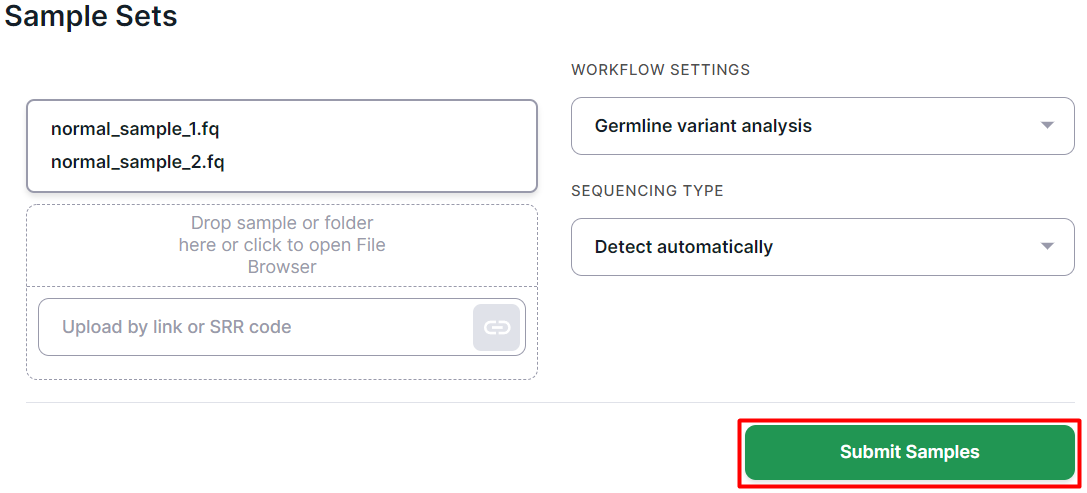 Sample Sets
normal_sample_1.fq
normal_sample_2.fq
Drop sample or folder
here or click to open File
Browser
Upload by link or SRR code
WORKFLOW SETTINGS
Germline variant analysis
SEQUENCING TYPE
Detect automatically
Submit Samples